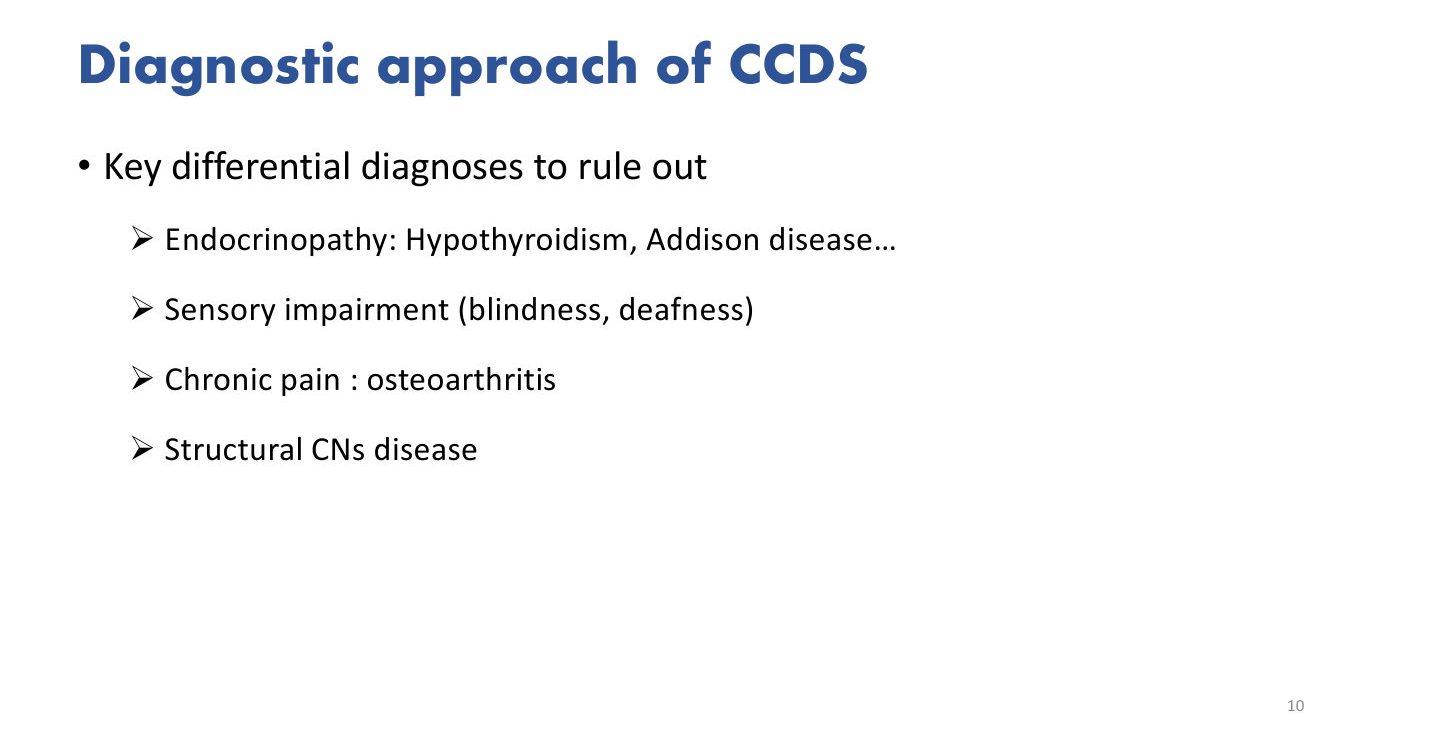 Diagnostic approach of CCDS
• Key differential diagnoses to rule out
➢ Endocrinopathy: Hypothyroidism, Addison disease…
➢ Sensory impairment (blindness, deafness)
➢ Chronic pain : osteoarthritis
➢ Structural CNs disease
10